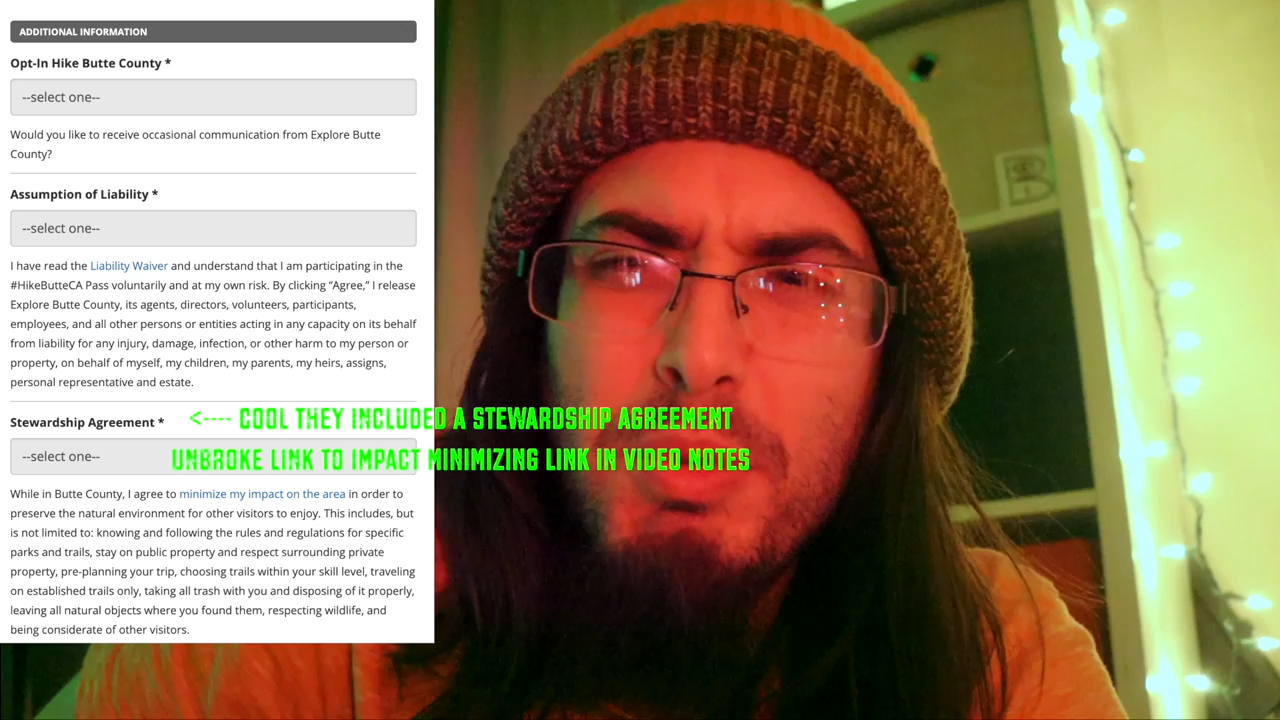 ADDITIONAL INFORMATION
Opt-In Hike Butte County *
--select one--
Would you like to receive occasional communication from Explore Butte
County?
Assumption of Liability *
--select one--
I have read the Liability Waiver and understand that I am participating in the
#HikeButteCA Pass voluntarily and at my own risk. By clicking “Agree,” I release
Explore Butte County, its agents, directors, volunteers, participants,
employees, and all other persons or entities acting in any capacity on its behalf
from liability for any injury, damage, infection, or other harm to my person or
property, on behalf of myself, my children, my parents, my heirs, assigns,
personal representative and estate.
Stewardship Agreement *
<---- COOL THEY INCLUDED A STEWARDSHIP AGREEMENT
--select one--
UNBROKE LINK TO IMPACT MINIMIZING LINK IN VIDEO NOTES
While in Butte County, I agree to minimize my impact on the area in order to
preserve the natural environment for other visitors to enjoy. This includes, but
is not limited to: knowing and following the rules and regulations for specific
parks and trails, stay on public property and respect surrounding private
property, pre-planning your trip, choosing trails within your skill level, traveling
on established trails only, taking all trash with you and disposing of it properly,
leaving all natural objects where you found them, respecting wildlife, and
being considerate of other visitors.